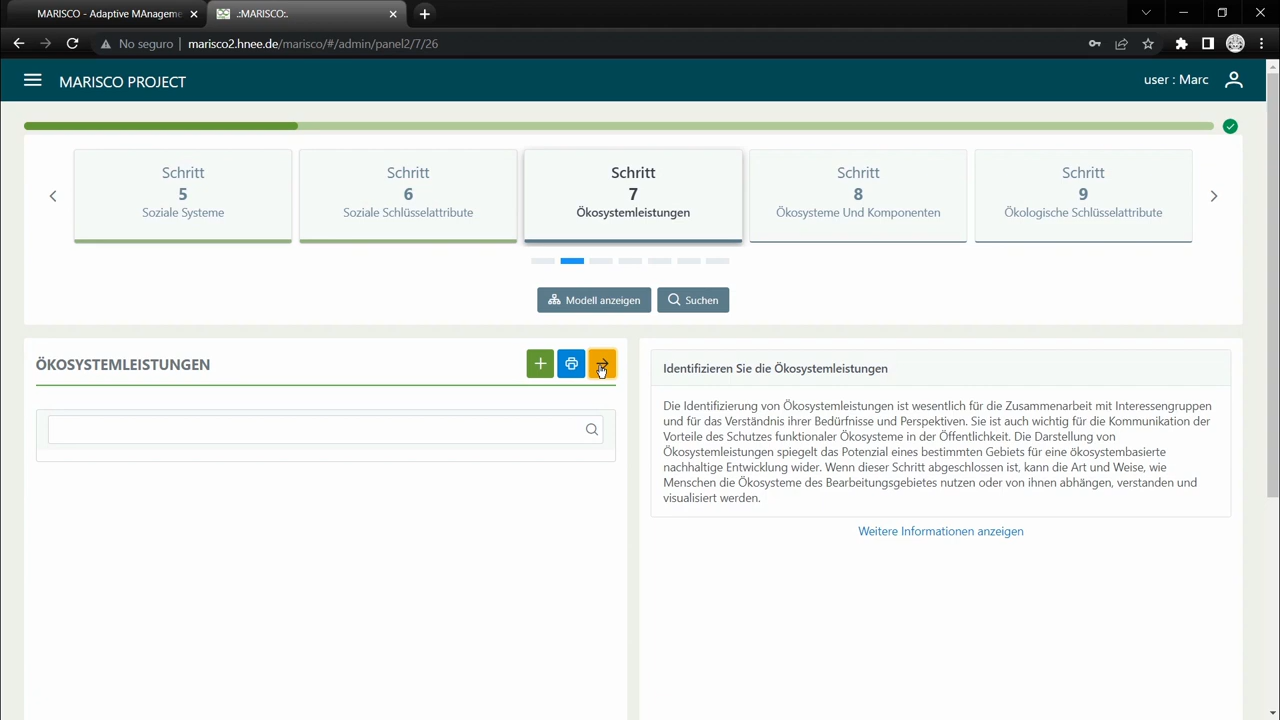 MARISCO - Adaptive MAnageme
.:MARISCO:.
No seguro
marisco2.hnee.de/marisco/#/admin/panel2/7/26
MARISCO PROJECT
user : Marc
Schritt
5
Soziale Systeme
Schritt
6
Soziale Schlüsselattribute
Schritt
7
Ökosystemleistungen
Schritt
8
Ökosysteme Und Komponenten
Schritt
9
Ökologische Schlüsselattribute
Modell anzeigen
Suchen
ÖKOSYSTEMLEISTUNGEN
Identifizieren Sie die Ökosystemleistungen
Die Identifizierung von Ökosystemleistungen ist wesentlich für die Zusammenarbeit mit Interessengruppen
und für das Verständnis ihrer Bedürfnisse und Perspektiven. Sie ist auch wichtig für die Kommunikation der
Vorteile des Schutzes funktionaler Ökosysteme in der Öffentlichkeit. Die Darstellung von
Ökosystemleistungen spiegelt das Potenzial eines bestimmten Gebiets für eine ökosystembasierte
nachhaltige Entwicklung wider. Wenn dieser Schritt abgeschlossen ist, kann die Art und Weise, wie
Menschen die Ökosysteme des Bearbeitungsgebietes nutzen oder von ihnen abhängen, verstanden und
visualisiert werden.
Weitere Informationen anzeigen